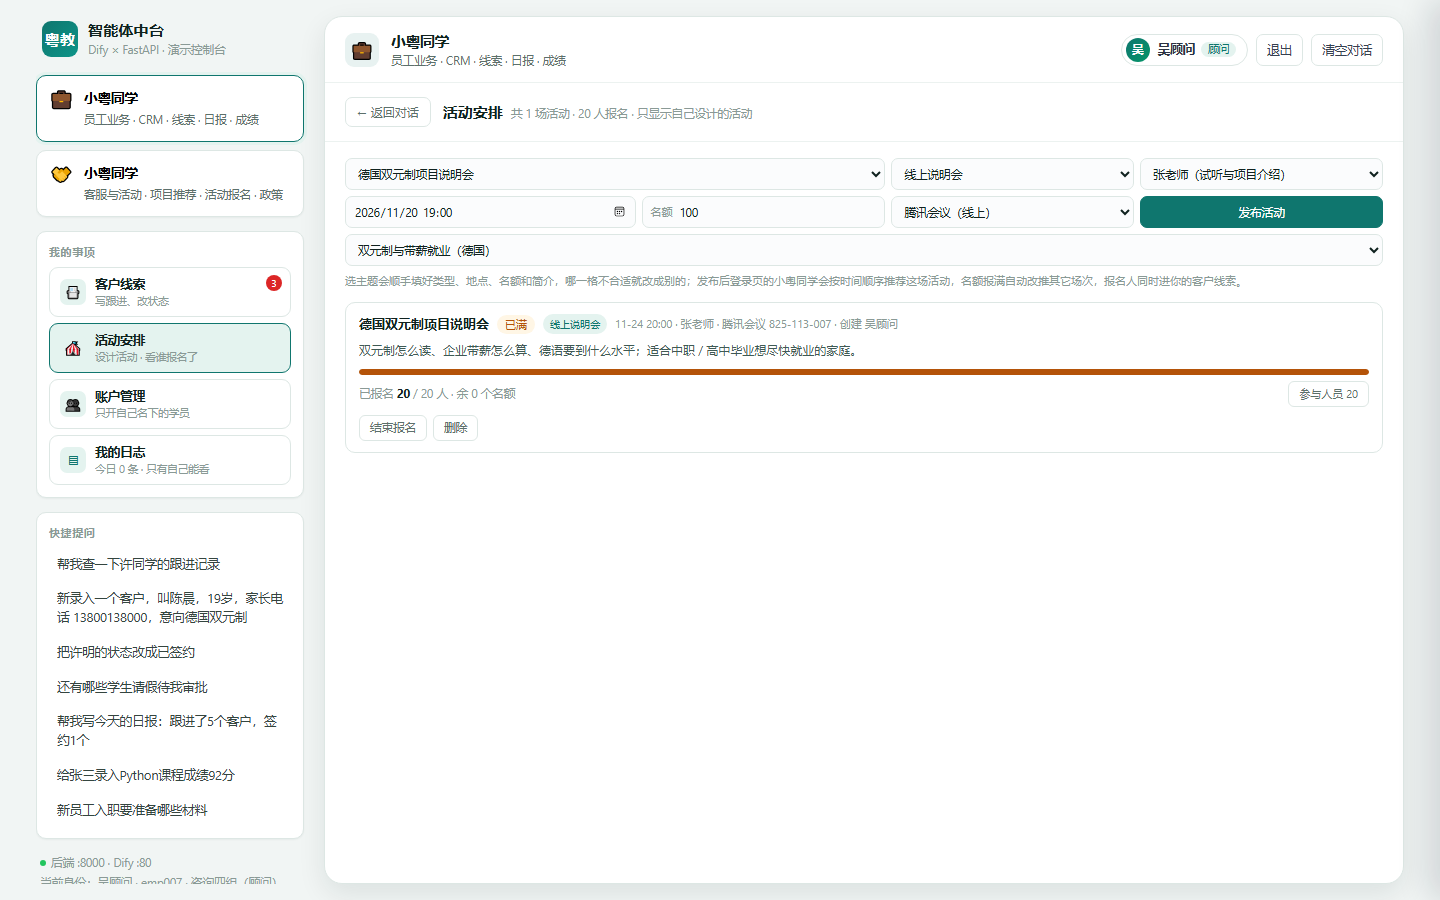 粤教
智能体中台
Dify × FastAPI · 演示控制台
小粤同学
员工业务 · CRM · 线索 · 日报 · 成绩
小粤同学
客服与活动 · 项目推荐 · 活动报名 · 政策
我的事项
客户线索
写跟进、改状态
3
活动安排
设计活动 · 看谁报名了
账户管理
只开自己名下的学员
我的日志
今日 0 条 · 只有自己能看
快捷提问
帮我查一下许同学的跟进记录
新录入一个客户，叫陈晨，19岁，家长电
话 13800138000，意向德国双元制
把许明的状态改成已签约
还有哪些学生请假待我审批
帮我写今天的日报：跟进了5个客户，签
约1个
给张三录入Python课程成绩92分
新员工入职要准备哪些材料
后端 :8000 · Dify :80
当前身份：吴顾问 · emp007 · 咨询四组（顾问）
小粤同学
员工业务 · CRM · 线索 · 日报 · 成绩
吴 吴顾问 顾问
退出
清空对话
← 返回对话
活动安排 共 1 场活动 · 20 人报名 · 只显示自己设计的活动
德国双元制项目说明会
线上说明会
张老师（试听与项目介绍）
2026/11/20 19:00
名额 100
腾讯会议（线上）
发布活动
双元制与带薪就业（德国）
选主题会顺手填好类型、地点、名额和简介，哪一格不合适就改成别的；发布后登录页的小粤同学会按时间顺序推荐这场活动，名额报满自动改推其它场次，报名人同时进你的客户线索。
德国双元制项目说明会 已满 线上说明会 11-24 20:00 · 张老师 · 腾讯会议 825-113-007 · 创建 吴顾问
双元制怎么读、企业带薪怎么算、德语要到什么水平；适合中职 / 高中毕业想尽快就业的家庭。
已报名 20 / 20 人 · 余 0 个名额
参与人员 20
结束报名
删除